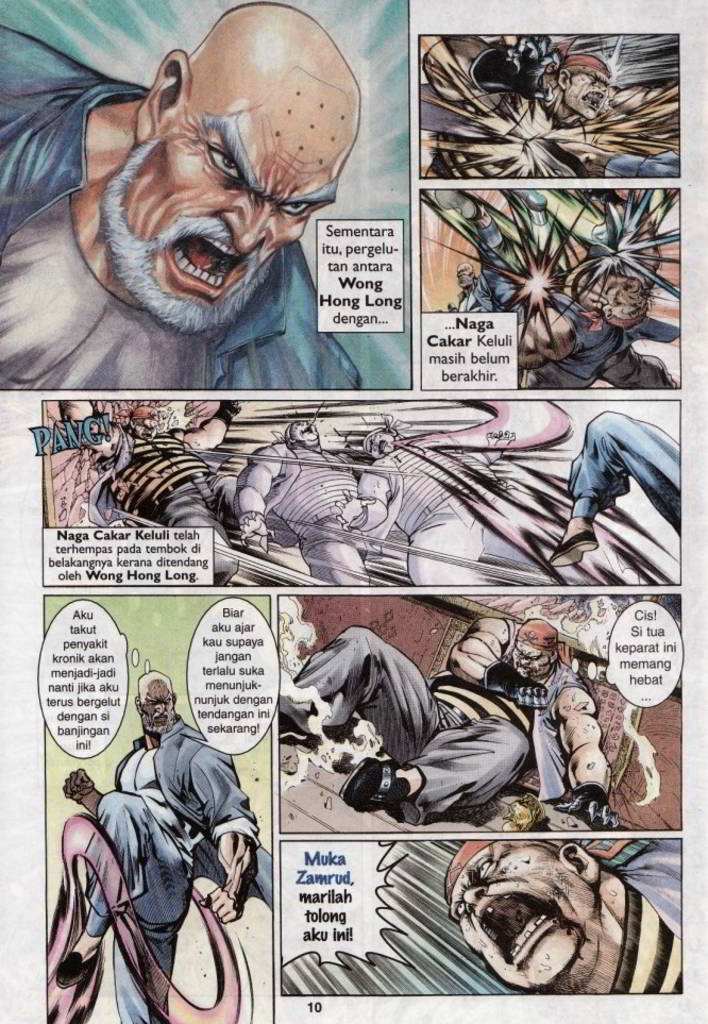 Sementara
itu, pergelu-
tan antara
Wong
Hong Long
dengan...
...Naga
Cakar Keluli
masih belum
berakhir.
PANG!
Naga Cakar Keluli telah
terhempas pada tembok di
belakangnya kerana ditendang
oleh Wong Hong Long.
Aku
takut
penyakit
kronik akan
menjadi-jadi
nanti jika aku
terus bergelut
dengan si
banjingan
ini!
Biar
aku ajar
kau supaya
jangan
terlalu suka
menunjuk-
nunjuk dengan
tendangan ini
sekarang!
Cis!
Si tua
keparat ini
memang
hebat
...
Muka
Zamrud,
marilah
tolong
aku ini!
10